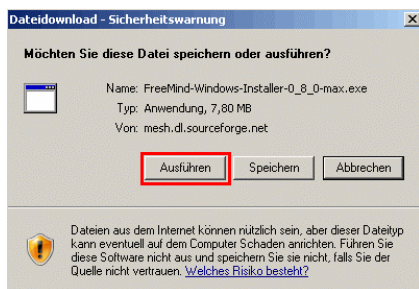 Dateidownload - Sicherheitswarnung
Möchten Sie diese Datei speichern oder ausführen?
Name: FreeMind-Windows-Installer-0_8_0-max.exe
Typ: Anwendung, 7,80 MB
Von: mesh.dl.sourceforge.net
Ausführen Speichern Abbrechen
Dateien aus dem Internet können nützlich sein, aber dieser Dateityp
kann eventuell auf dem Computer Schaden anrichten. Führen Sie
diese Software nicht aus und speichern Sie sie nicht, falls Sie der
Quelle nicht vertrauen. Welches Risiko besteht?